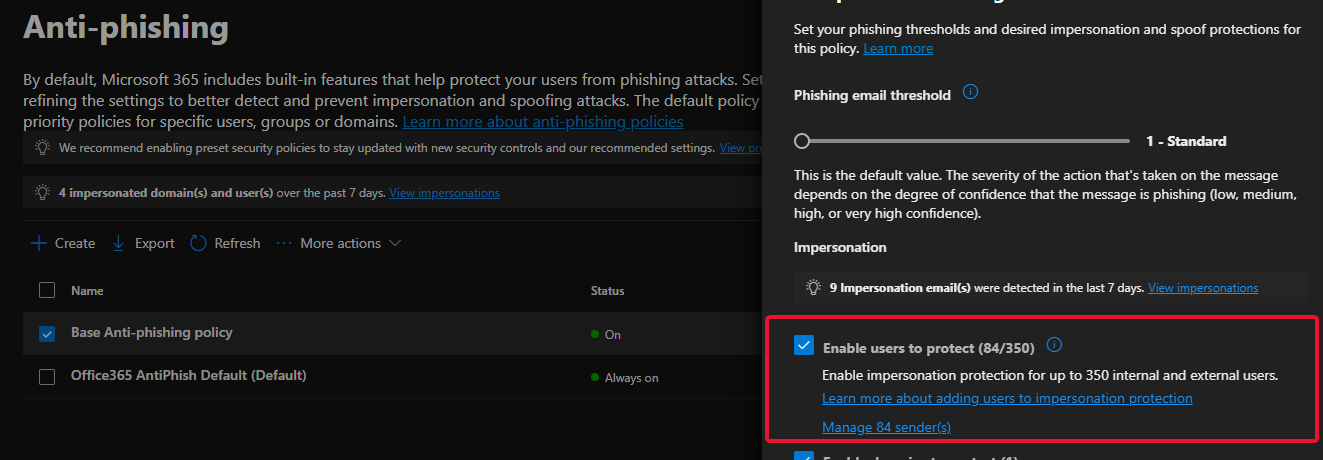 Anti-phishing
By default, Microsoft 365 includes built-in features that help protect your users from phishing attacks. Set
refining the settings to better detect and prevent impersonation and spoofing attacks. The default policy
priority policies for specific users, groups or domains. Learn more about anti-phishing policies
We recommend enabling preset security policies to stay updated with new security controls and our recommended settings. View pr
4 impersonated domain(s) and user(s) over the past 7 days. View impersonations
Create Export Refresh More actions
Name Status
Base Anti-phishing policy On
Office365 AntiPhish Default (Default) Always on
Set your phishing thresholds and desired impersonation and spoof protections for
this policy. Learn more
Phishing email threshold
1 - Standard
This is the default value. The severity of the action that's taken on the message
depends on the degree of confidence that the message is phishing (low, medium,
high, or very high confidence).
Impersonation
9 Impersonation email(s) were detected in the last 7 days. View impersonations
Enable users to protect (84/350)
Enable impersonation protection for up to 350 internal and external users.
Learn more about adding users to impersonation protection
Manage 84 sender(s)